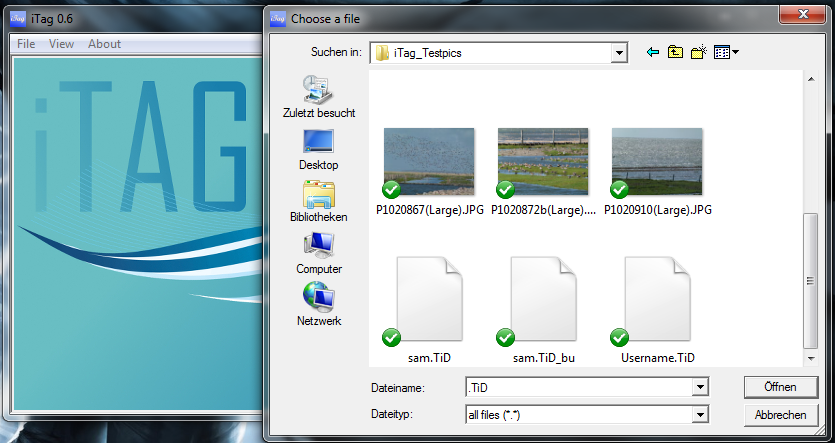 iTag 0.6
File View About
iTAG
iTag Choose a file
Suchen in: iTag_Testpics
Zuletzt besucht
Desktop
Bibliotheken
Computer
Netzwerk
P1020867(Large).JPG P1020872b(Large).... P1020910(Large).JPG
sam.TiD sam.TiD_bu Username.TiD
Dateiname: .TiD Öffnen
Dateityp: all files (*.*) Abbrechen